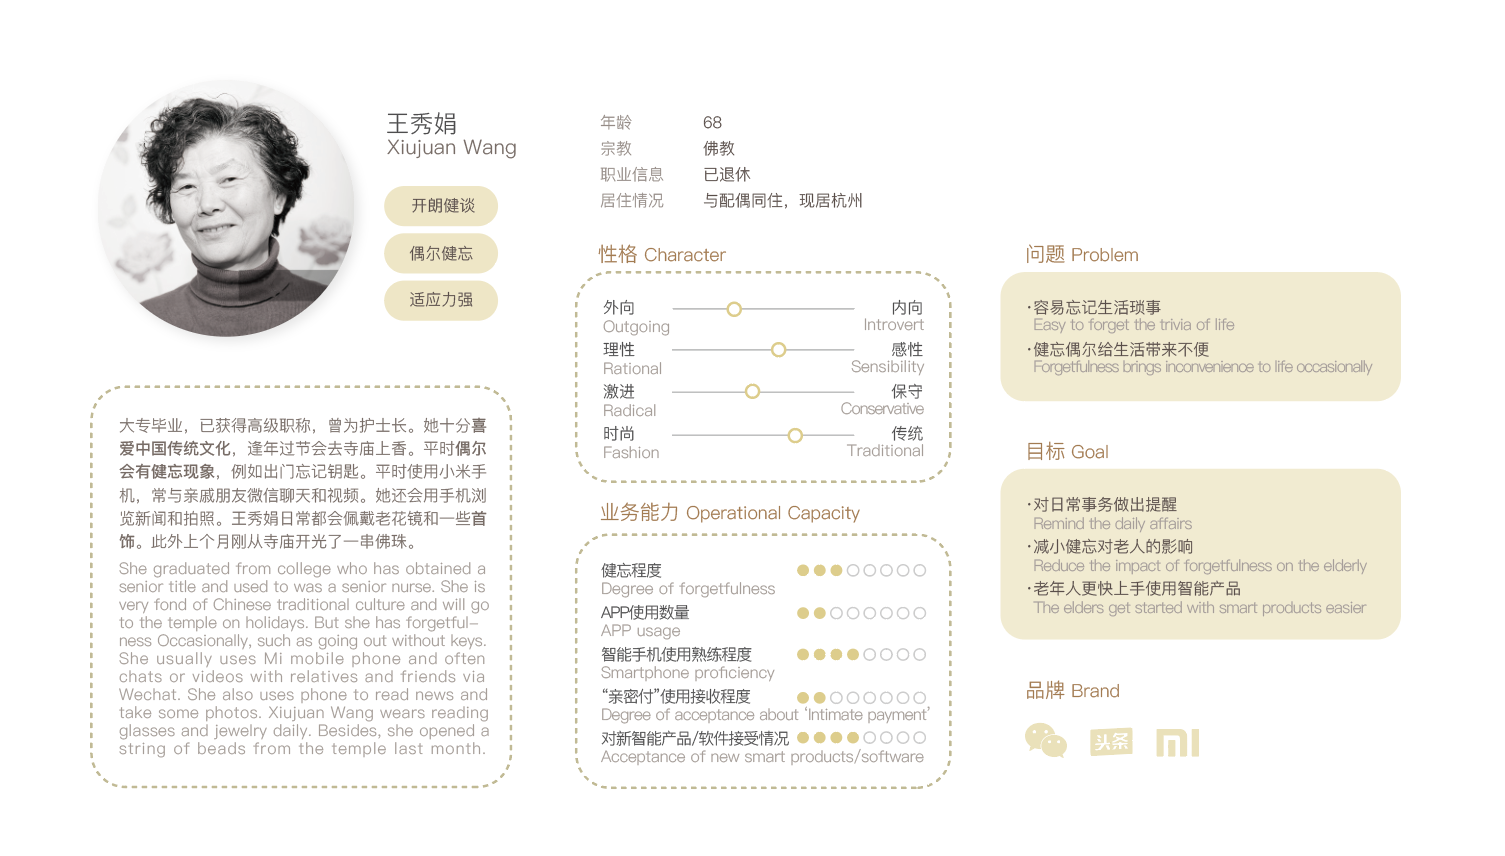 王秀娟
Xiujuan Wang
开朗健谈
偶尔健忘
适应力强
大专毕业，已获得高级职称，曾为护士长。她十分喜
爱中国传统文化，逢年过节会去寺庙上香。平时偶尔
会有健忘现象，例如出门忘记钥匙。平时使用小米手
机，常与亲戚朋友微信聊天和视频。她还会用手机浏
览新闻和拍照。王秀娟日常都会佩戴老花镜和一些首
饰。此外上个月刚从寺庙开光了一串佛珠。
She graduated from college who has obtained a
senior title and used to was a senior nurse. She is
very fond of Chinese traditional culture and will go
to the temple on holidays. But she has forgetful-
ness Occasionally, such as going out without keys.
She usually uses Mi mobile phone and often
chats or videos with relatives and friends via
Wechat. She also uses phone to read news and
take some photos. Xiujuan Wang wears reading
glasses and jewelry daily. Besides, she opened a
string of beads from the temple last month.
年龄 68
宗教 佛教
职业信息 已退休
居住情况 与配偶同住，现居杭州
性格 Character
外向 内向
Outgoing Introvert
理性 感性
Rational Sensibility
激进 保守
Radical Conservative
时尚 传统
Fashion Traditional
业务能力 Operational Capacity
健忘程度
Degree of forgetfulness
APP使用数量
APP usage
智能手机使用熟练程度
Smartphone proficiency
“亲密付”使用接收程度
Degree of acceptance about ‘Intimate payment’
对新智能产品/软件接受情况
Acceptance of new smart products/software
问题 Problem
·容易忘记生活琐事
Easy to forget the trivia of life
·健忘偶尔给生活带来不便
Forgetfulness brings inconvenience to life occasionally
目标 Goal
·对日常事务做出提醒
Remind the daily affairs
·减小健忘对老人的影响
Reduce the impact of forgetfulness on the elderly
·老年人更快上手使用智能产品
The elders get started with smart products easier
品牌 Brand
头条 mi